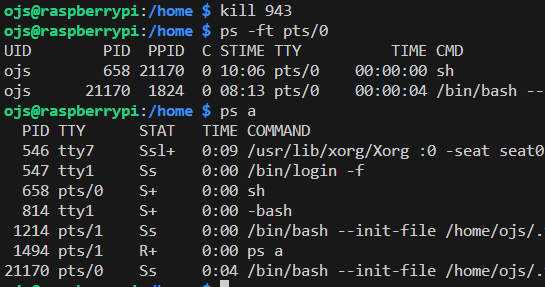 ojs@raspberrypi:/home $ kill 943
ojs@raspberrypi:/home $ ps -ft pts/0
UID        PID  PPID  C STIME TTY          TIME CMD
ojs        658 21170  0 10:06 pts/0    00:00:00 sh
ojs      21170  1824  0 08:13 pts/0    00:00:04 /bin/bash --
ojs@raspberrypi:/home $ ps a
  PID TTY      STAT   TIME COMMAND
  546 tty7     Ssl+   0:09 /usr/lib/xorg/Xorg :0 -seat seat0
  547 tty1     Ss     0:00 /bin/login -f
  658 pts/0    S+     0:00 sh
  814 tty1     S+     0:00 -bash
 1214 pts/1    Ss     0:00 /bin/bash --init-file /home/ojs/.
 1494 pts/1    R+     0:00 ps a
21170 pts/0    Ss     0:04 /bin/bash --init-file /home/ojs/.